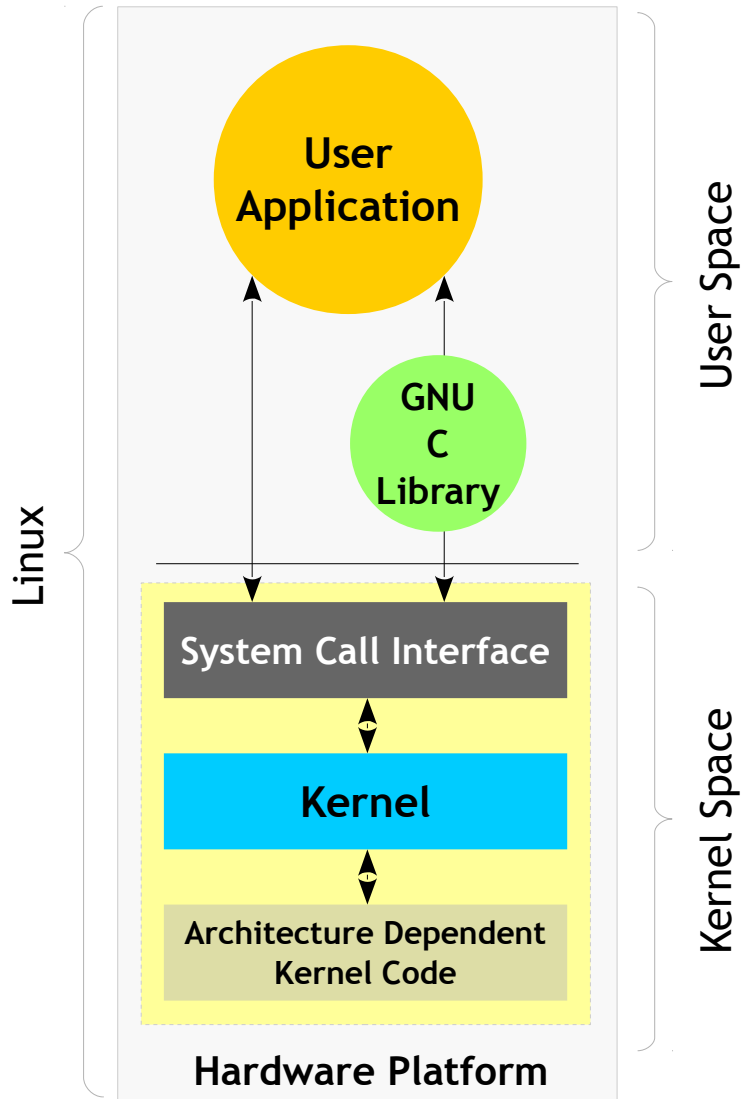 User
Application
GNU
C
Library
System Call Interface
Kernel
Architecture Dependent
Kernel Code
Hardware Platform
Linux
User Space
Kernel Space